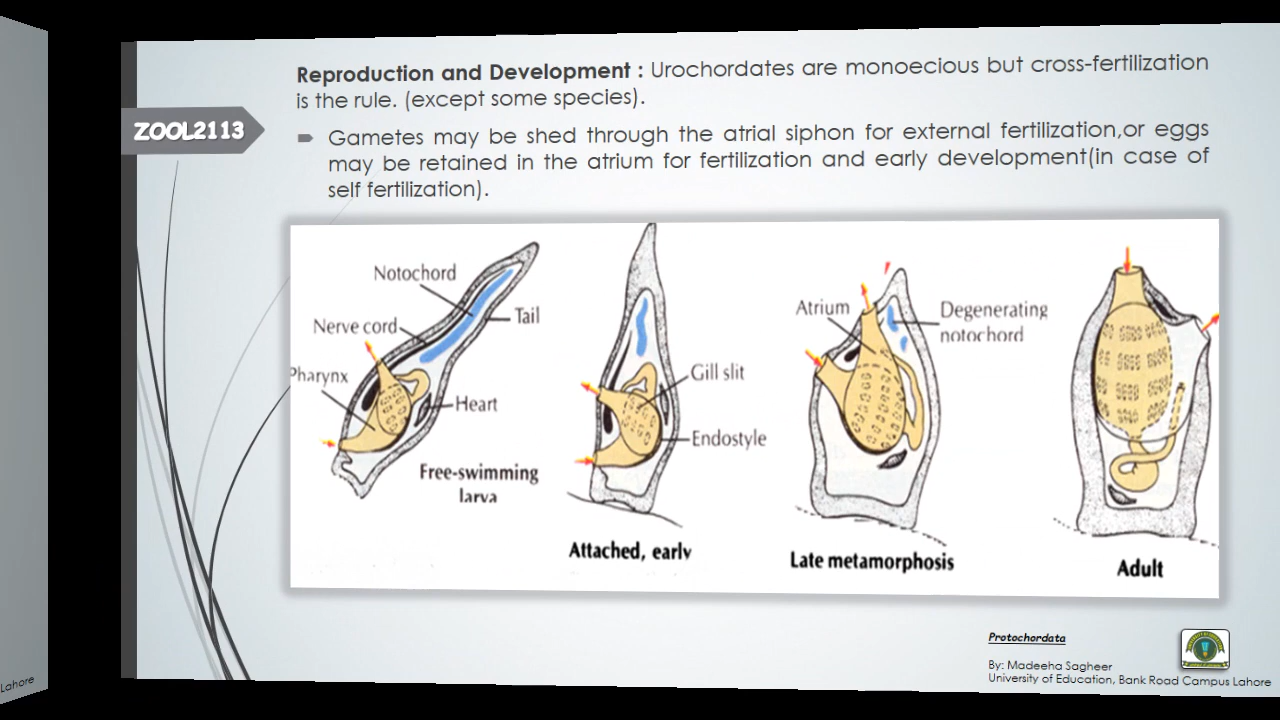 Reproduction and Development : Urochordates are monoecious but cross-fertilization
is the rule. (except some species).
ZOOL2113
Gametes may be shed through the atrial siphon for external fertilization,or eggs
may be retained in the atrium for fertilization and early development(in case of
self fertilization).
Notochord
Tail
Nerve cord
Pharynx
Heart
Free-swimming
larva
Gill slit
Endostyle
Attached, early
Atrium
Degenerating
notochord
Late metamorphosis
Adult
Protochordata
By: Madeeha Sagheer
University of Education, Bank Road Campus Lahore
Lahore